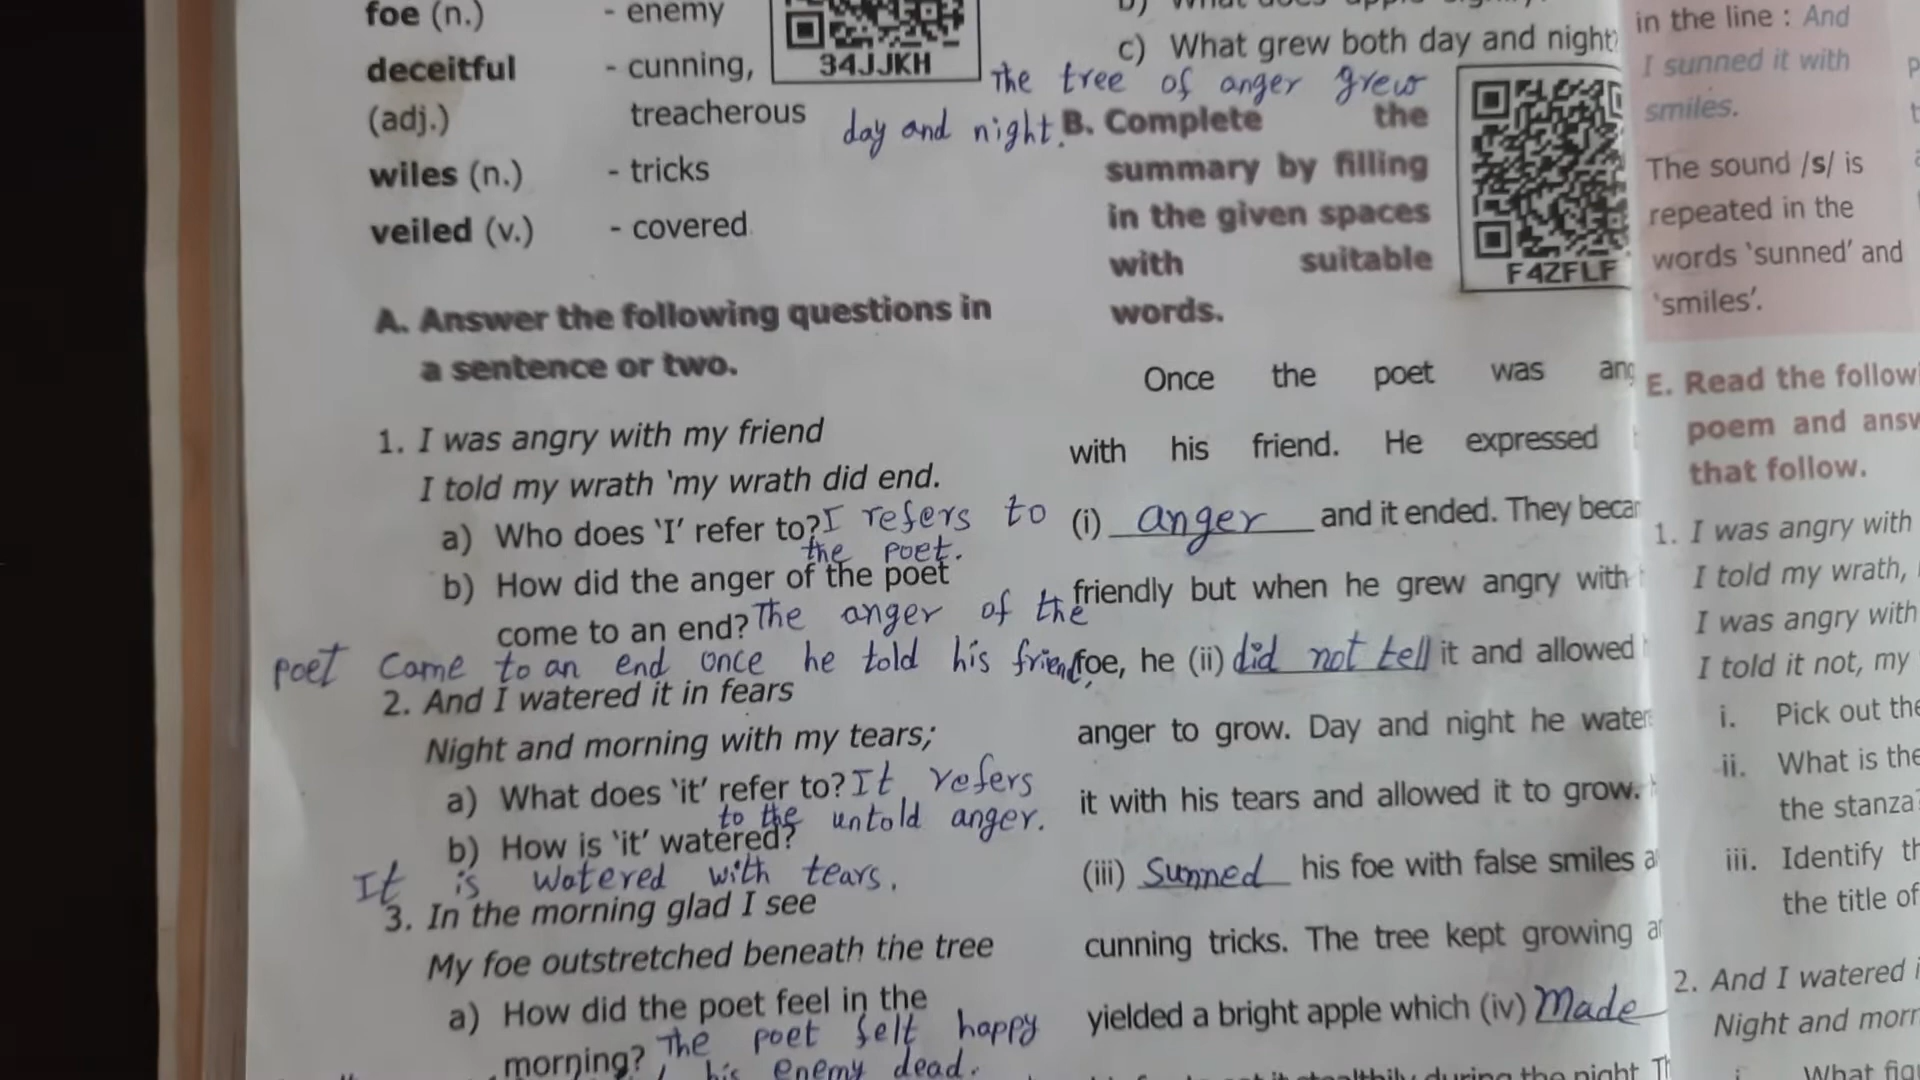 foe (n.) - enemy
deceitful - cunning,
(adj.) treacherous
wiles (n.) - tricks
veiled (v.) - covered
34JJKH
A. Answer the following questions in
a sentence or two.
1. I was angry with my friend
I told my wrath 'my wrath did end.
a) Who does 'I' refer to? I refers to
the poet.
b) How did the anger of the poet
come to an end? The anger of the
poet came to an end once he told his friend.
2. And I watered it in fears
Night and morning with my tears;
a) What does 'it' refer to? It refers
to the untold anger.
b) How is 'it' watered?
It is watered with tears.
3. In the morning glad I see
My foe outstretched beneath the tree
a) How did the poet feel in the
morning? The poet felt happy
his enemy dead.
c) What grew both day and night?
The tree of anger grew
day and night.
B. Complete the
summary by filling
in the given spaces
with suitable
words.
F4ZFLF
Once the poet was
with his friend. He expressed
(i) anger and it ended. They
friendly but when he grew angry with
foe, he (ii) did not tell it and allowed
anger to grow. Day and night he
it with his tears and allowed it to grow.
(iii) Sunned his foe with false smiles
cunning tricks. The tree kept growing
yielded a bright apple which (iv) Made
stealthily during the night.
in the line : And
I sunned it with
smiles.
The sound /s/ is
repeated in the
words 'sunned' and
'smiles'.
E. Read the
poem and
that follow.
1. I was angry with
I told my wrath,
I was angry with
I told it not, my
i. Pick out
ii. What is
the stanza?
iii. Identify
the title of
2. And I watered
Night and
i. What